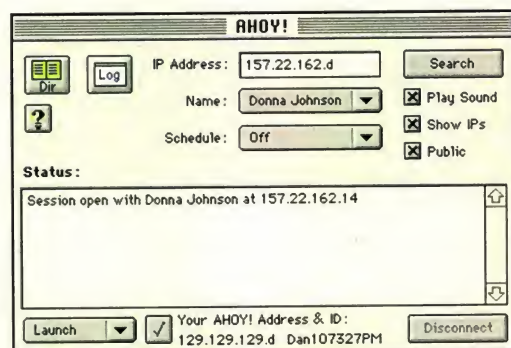 AHOY!
Dir
Log
IP Address: 157.22.162.d
Search
Name: Donna Johnson
Play Sound
?
Show IPs
Schedule: Off
Public
Status:
Session open with Donna Johnson at 157.22.162.14
Launch
Your AHOY! Address & ID:
129.129.129.d Dan107327PM
Disconnect